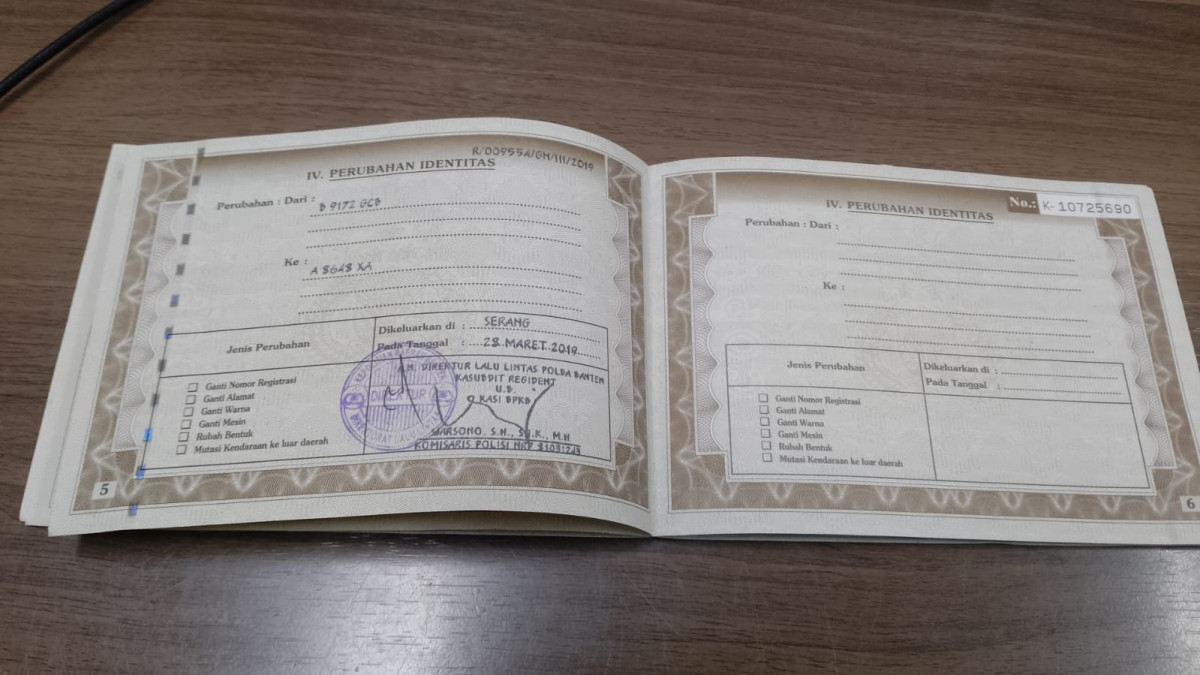 R/009554/GH/III/2019
IV. PERUBAHAN IDENTITAS
Perubahan : Dari : B 9172 GCB
Ke : A 8648 XA
Jenis Perubahan
Dikeluarkan di : SERANG
Pada Tanggal : 28 MARET 2019
Ganti Nomor Registrasi
Ganti Alamat
Ganti Warna
Ganti Mesin
Rubah Bentuk
Mutasi Kendaraan ke luar daerah
DIREKTUR LALU LINTAS POLDA BANTEN
KASUBDIT REGIDENT
U.B.
KASI BPKB
DIREKTUR
S.H., M.H
KOMISARIS POLISI NRP
5
No.: K- 10725690
IV. PERUBAHAN IDENTITAS
Perubahan : Dari :
Ke :
Jenis Perubahan
Dikeluarkan di :
Pada Tanggal :
Ganti Nomor Registrasi
Ganti Alamat
Ganti Warna
Ganti Mesin
Rubah Bentuk
Mutasi Kendaraan ke luar daerah
6